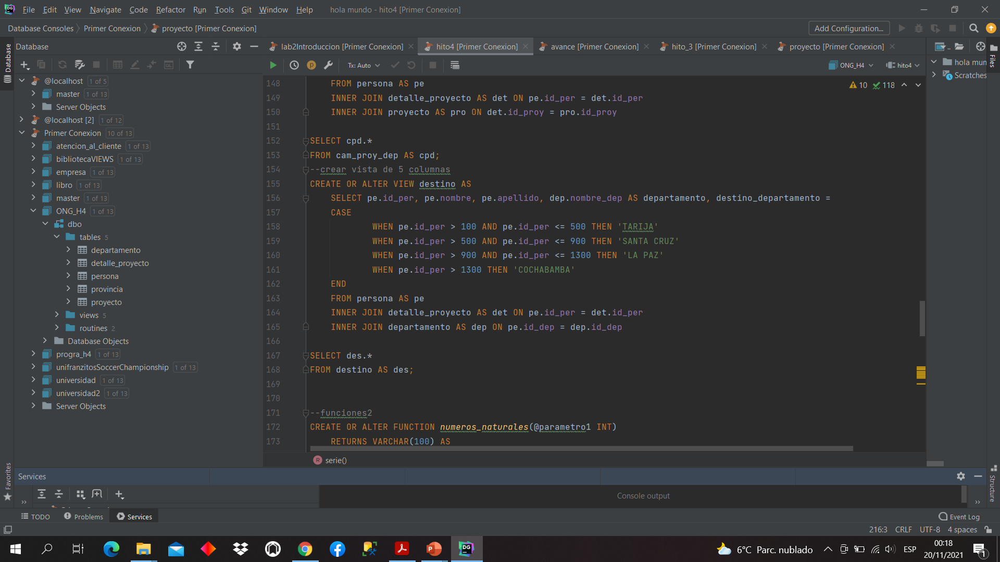 File Edit View Navigate Code Refactor Run Tools Git Window Help hola mundo - hito4 [Primer Conexion]
Database Consoles Primer Conexion proyecto [Primer Conexion] Add Configuration...
Database
lab2Introduccion [Primer Conexion] hito4 [Primer Conexion] avance [Primer Conexion] hito_3 [Primer Conexion] proyecto [Primer Conexion]
Tx: Auto ONG_H4 hito4
Database
Files
hola mun
Scratches
@localhost 1 of 5
master 1 of 13
Server Objects
@localhost [2] 1 of 12
Primer Conexion 10 of 13
atencion_al_cliente 1 of 13
bibliotecaVIEWS 1 of 13
empresa 1 of 13
libro 1 of 13
master 1 of 13
ONG_H4 1 of 13
dbo
tables 5
departamento
detalle_proyecto
persona
provincia
proyecto
views 5
routines 2
Database Objects
progra_h4 1 of 13
unifranzitosSoccerChampionship 1 of 13
universidad 1 of 13
universidad2 1 of 13
Server Objects
10 118
148 FROM persona AS pe
149 INNER JOIN detalle_proyecto AS det ON pe.id_per = det.id_per
150 INNER JOIN proyecto AS pro ON det.id_proy = pro.id_proy
151
152 SELECT cpd.*
153 FROM cam_proy_dep AS cpd;
154 --crear vista de 5 columnas
155 CREATE OR ALTER VIEW destino AS
156 SELECT pe.id_per, pe.nombre, pe.apellido, dep.nombre_dep AS departamento, destino_departamento =
157 CASE
158 WHEN pe.id_per > 100 AND pe.id_per <= 500 THEN 'TARIJA'
159 WHEN pe.id_per > 500 AND pe.id_per <= 900 THEN 'SANTA CRUZ'
160 WHEN pe.id_per > 900 AND pe.id_per <= 1300 THEN 'LA PAZ'
161 WHEN pe.id_per > 1300 THEN 'COCHABAMBA'
162 END
163 FROM persona AS pe
164 INNER JOIN detalle_proyecto AS det ON pe.id_per = det.id_per
165 INNER JOIN departamento AS dep ON pe.id_dep = dep.id_dep
166
167 SELECT des.*
168 FROM destino AS des;
169
170
171 --funciones2
172 CREATE OR ALTER FUNCTION numeros_naturales(@parametro1 INT)
173 RETURNS VARCHAR(100) AS
R serie()
Favorites
Structure
Services
Console output
TODO Problems Services Event Log
216:3 CRLF UTF-8 4 spaces
6°C Parc. nublado ESP 00:18
20/11/2021
1